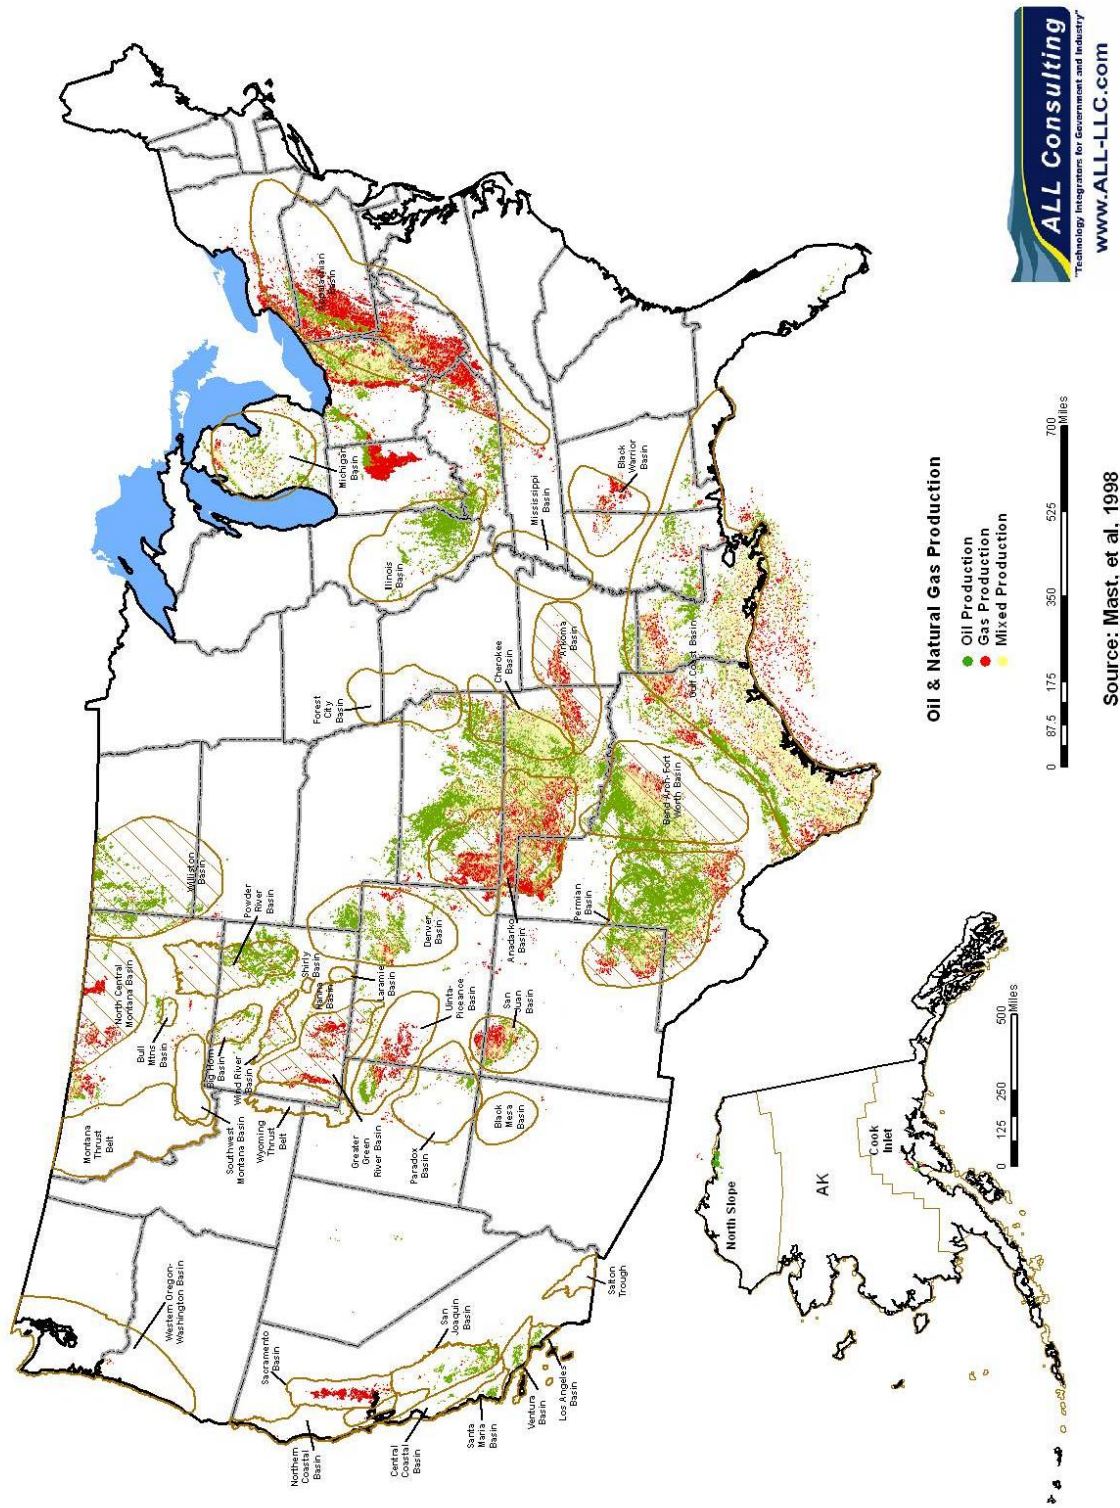 Western Oregon-
Washington Basin
Northern
Coastal
Basin
Sacramento
Basin
Central
Coastal
Basin
San
Joaquin
Basin
Santa
Maria
Basin
Ventura
Basin
Los Angeles
Basin
Salton
Trough
Montana
Thrust
Belt
Southwest
Montana Basin
Wyoming
Thrust
Belt
Greater
Green
River Basin
Paradox
Basin
Black
Mesa
Basin
North Central
Montana Basin
Bull
Mtns
Basin
Big Horn
Basin
Wind River
Basin
Powder
River
Basin
Shirly
Basin
Hanna
Basin
Laramie
Basin
Uinta-
Piceance
Basin
San
Juan
Basin
Williston
Basin
Denver
Basin
Anadarko
Basin
Permian
Basin
Bend Arch-Fort
Worth Basin
Forest
City
Basin
Cherokee
Basin
Arkoma
Basin
Gulf Coast Basin
Illinois
Basin
Mississippi
Basin
Black
Warrior
Basin
Michigan
Basin
Appalachian
Basin
North Slope
AK
Cook
Inlet
0 125 250 500
Miles
Oil & Natural Gas Production
Oil Production
Gas Production
Mixed Production
0 87.5 175 350 525 700
Miles
Source: Mast, et al, 1998
ALL Consulting
"Technology Integrators for Government and Industry"
www.ALL-LLC.com